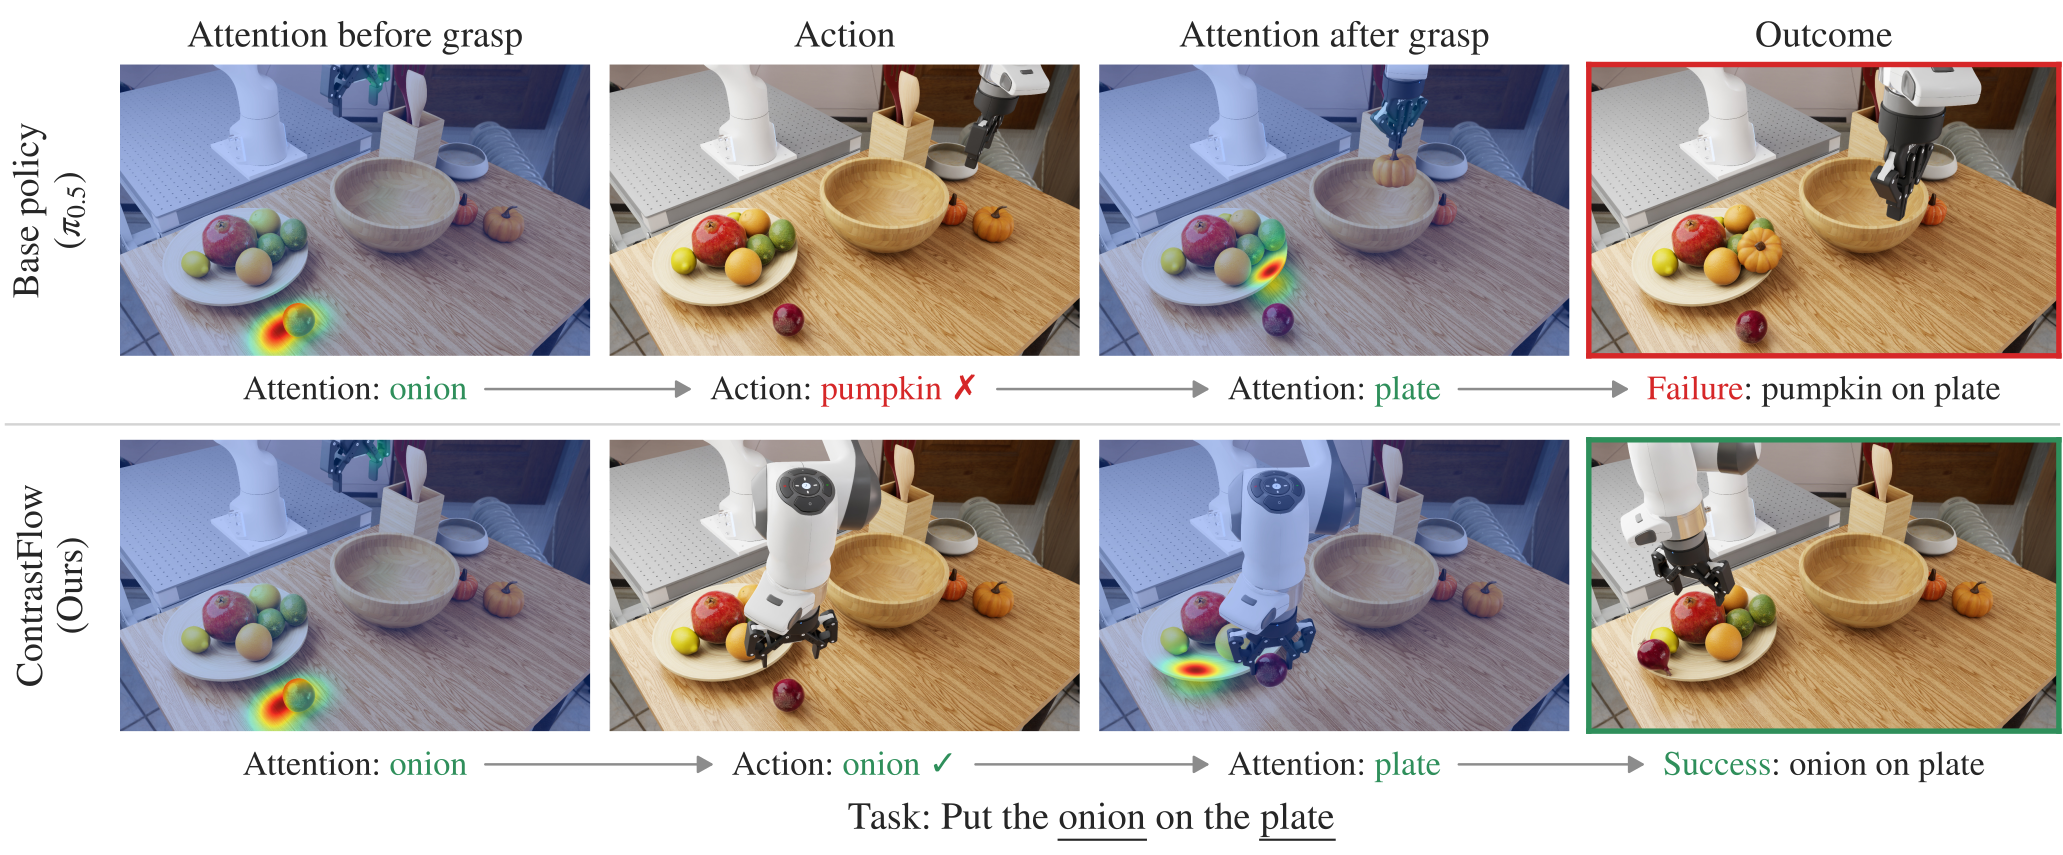 Attention before grasp
Action
Attention after grasp
Outcome
Base policy
(π0.5)
Attention: onion
Action: pumpkin ✗
Attention: plate
Failure: pumpkin on plate
ContrastFlow
(Ours)
Attention: onion
Action: onion ✓
Attention: plate
Success: onion on plate
Task: Put the onion on the plate